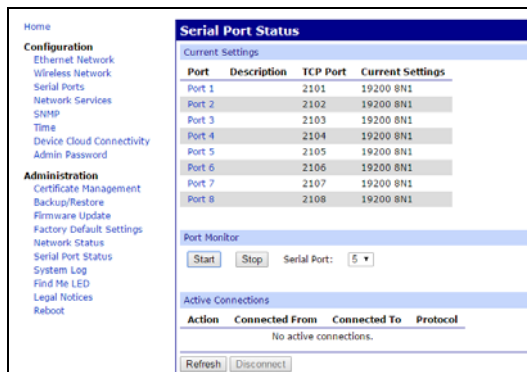 Home
Configuration
Ethernet Network
Wireless Network
Serial Ports
Network Services
SNMP
Time
Device Cloud Connectivity
Admin Password
Administration
Certificate Management
Backup/Restore
Firmware Update
Factory Default Settings
Network Status
Serial Port Status
System Log
Find Me LED
Legal Notices
Reboot
Serial Port Status
Current Settings
Port Description TCP Port Current Settings
Port 1 2101 19200 8N1
Port 2 2102 19200 8N1
Port 3 2103 19200 8N1
Port 4 2104 19200 8N1
Port 5 2105 19200 8N1
Port 6 2106 19200 8N1
Port 7 2107 19200 8N1
Port 8 2108 19200 8N1
Port Monitor
Start Stop Serial Port: 5
Active Connections
Action Connected From Connected To Protocol
No active connections.
Refresh Disconnect